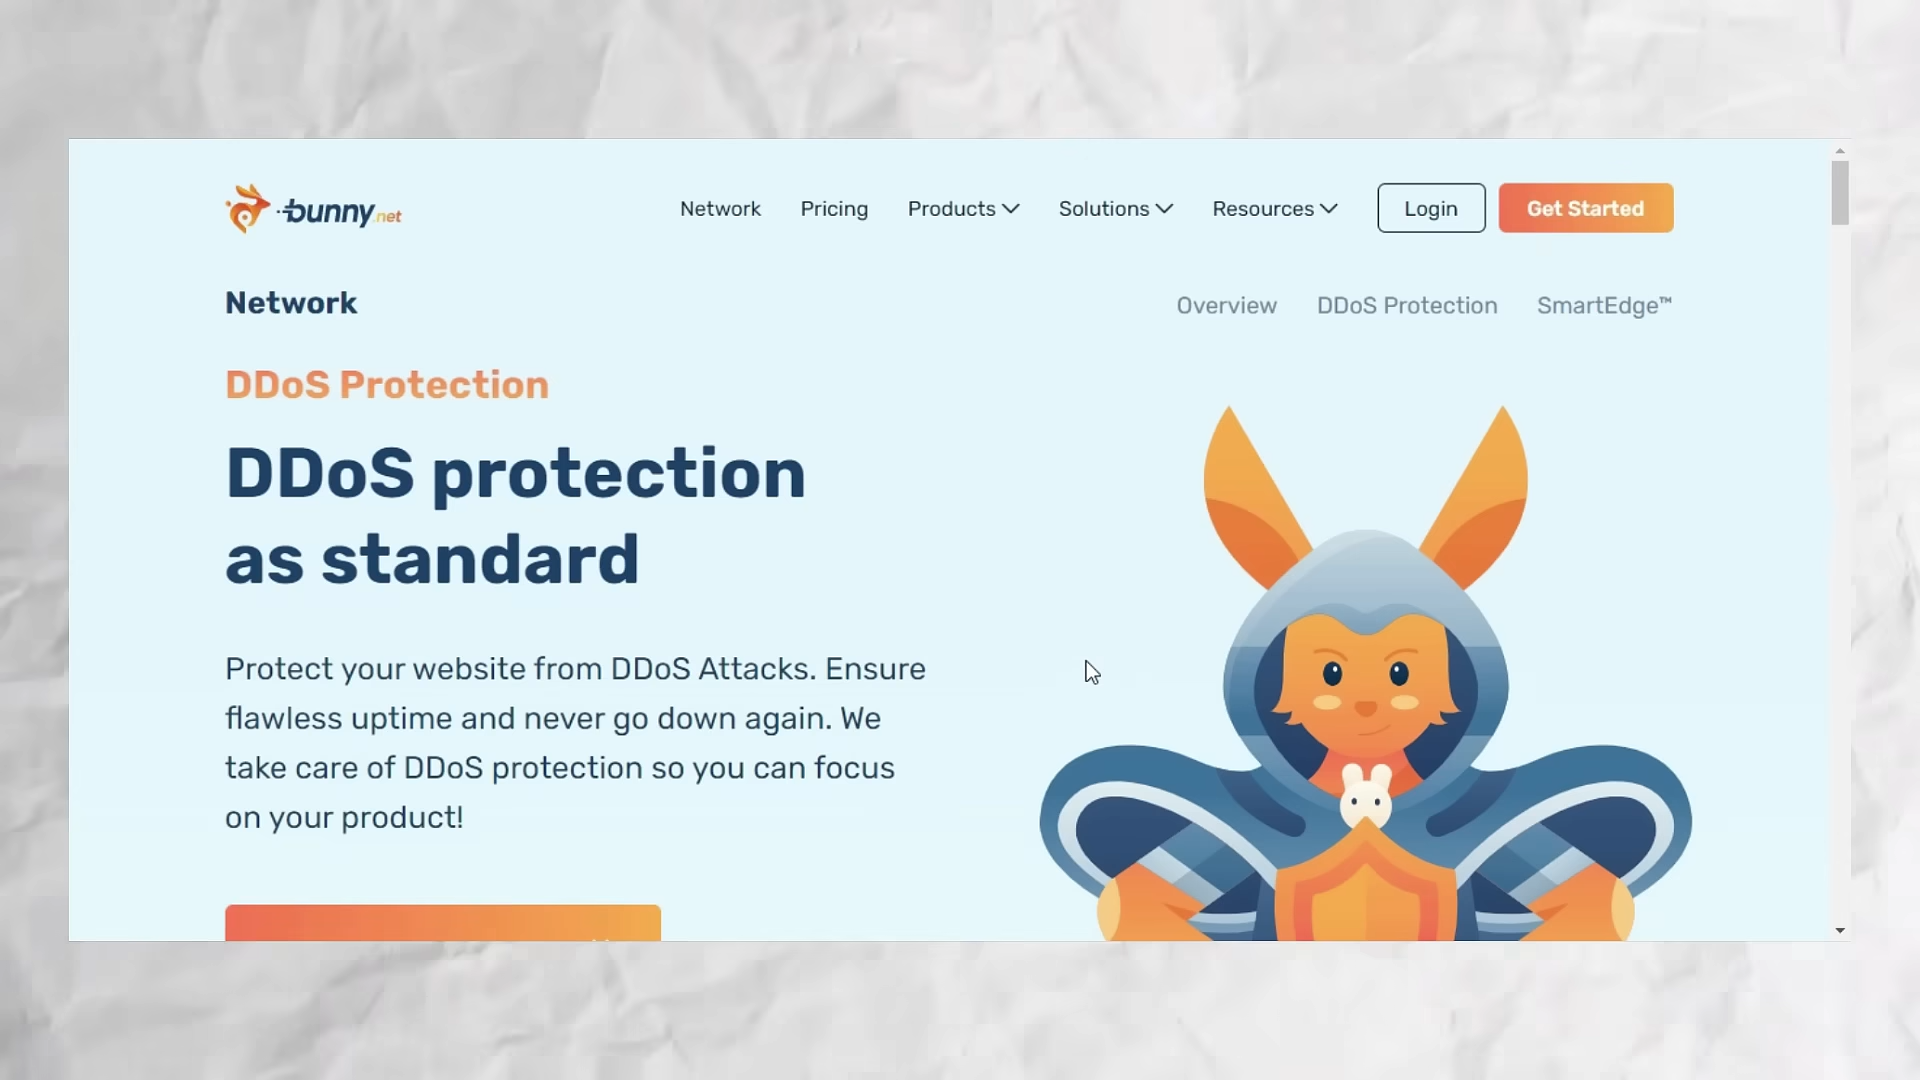 bunny.net
Network Pricing Products Solutions Resources Login Get Started
Network
Overview DDoS Protection SmartEdge™
DDoS Protection
DDoS protection
as standard
Protect your website from DDoS Attacks. Ensure
flawless uptime and never go down again. We
take care of DDoS protection so you can focus
on your product!